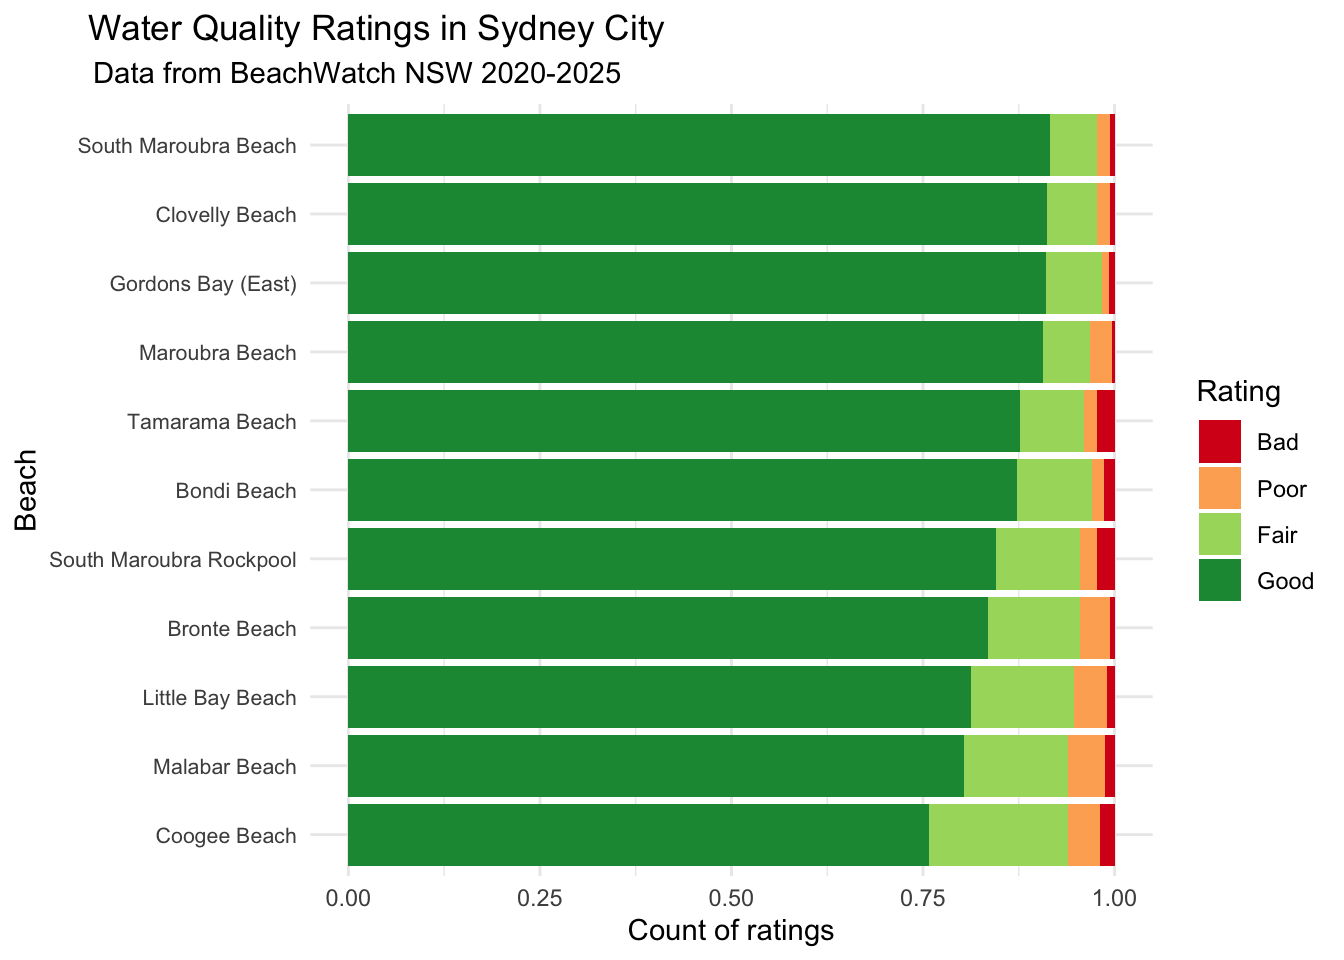 Water Quality Ratings in Sydney City
Data from BeachWatch NSW 2020-2025
Beach
South Maroubra Beach
Clovelly Beach
Gordons Bay (East)
Maroubra Beach
Tamarama Beach
Bondi Beach
South Maroubra Rockpool
Bronte Beach
Little Bay Beach
Malabar Beach
Coogee Beach
0.00 0.25 0.50 0.75 1.00
Count of ratings
Rating
Bad
Poor
Fair
Good